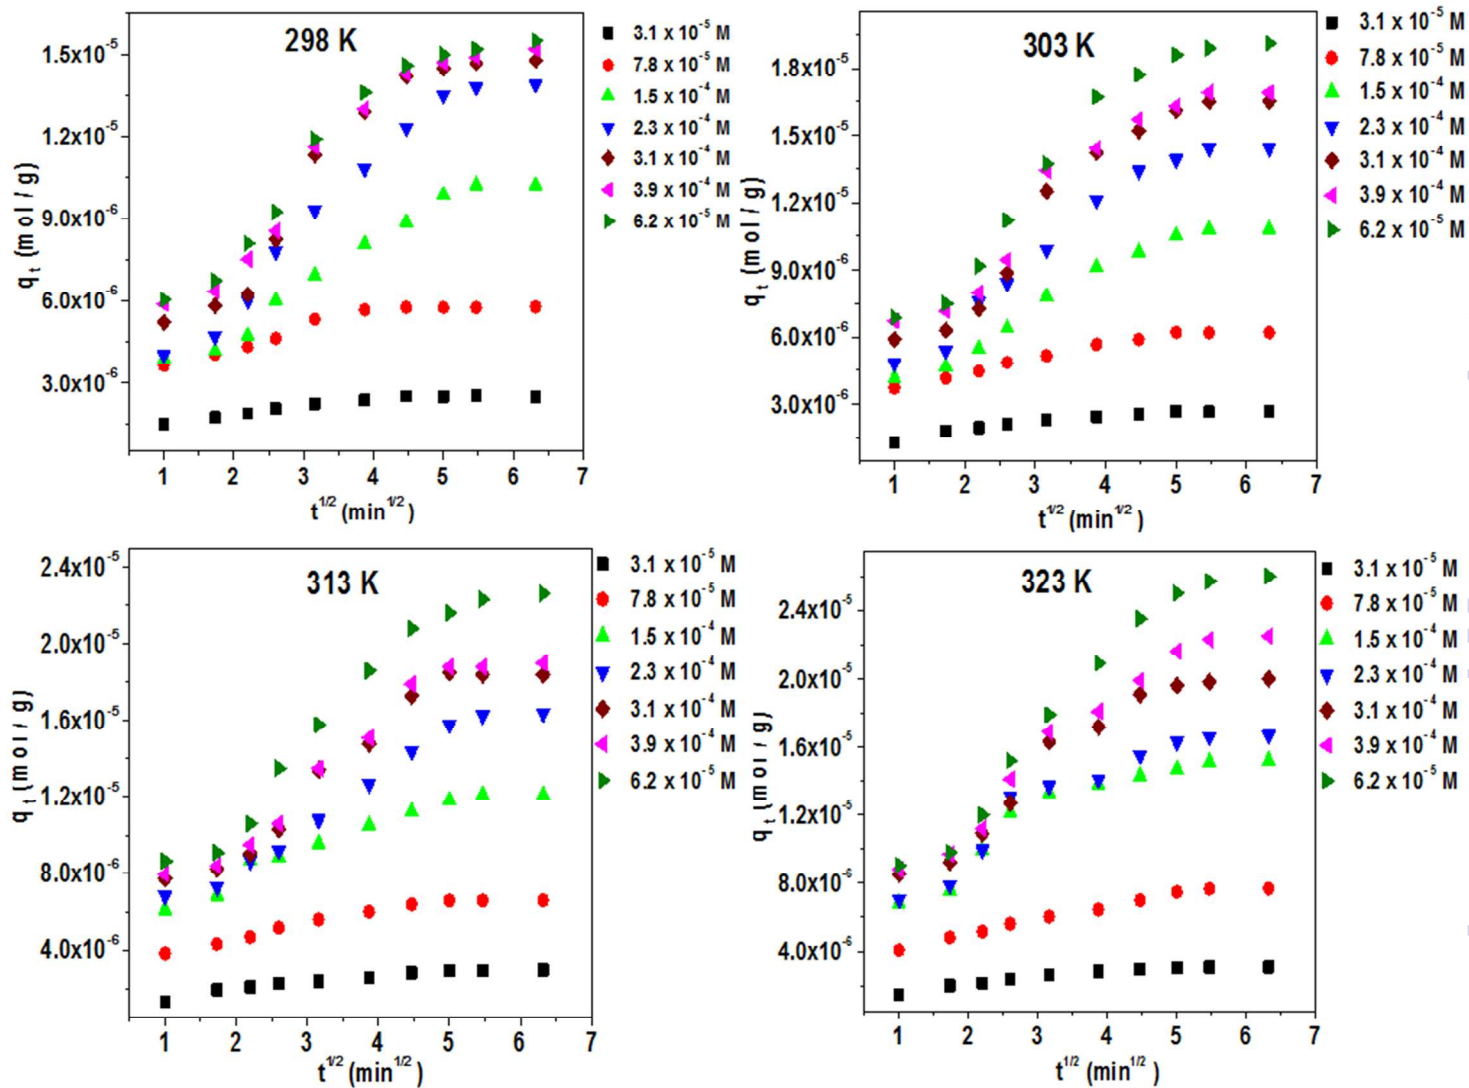 298 K
1.5x10⁻⁵
1.2x10⁻⁵
9.0x10⁻⁶
6.0x10⁻⁶
3.0x10⁻⁶
q t (mol / g)
1 2 3 4 5 6 7
t^1/2 (min^1/2)
3.1 x 10⁻⁵ M
7.8 x 10⁻⁵ M
1.5 x 10⁻⁴ M
2.3 x 10⁻⁴ M
3.1 x 10⁻⁴ M
3.9 x 10⁻⁴ M
6.2 x 10⁻⁵ M
303 K
1.8x10⁻⁵
1.5x10⁻⁵
1.2x10⁻⁵
9.0x10⁻⁶
6.0x10⁻⁶
3.0x10⁻⁶
q t (mol / g)
1 2 3 4 5 6 7
t^1/2 (min^1/2)
3.1 x 10⁻⁵ M
7.8 x 10⁻⁵ M
1.5 x 10⁻⁴ M
2.3 x 10⁻⁴ M
3.1 x 10⁻⁴ M
3.9 x 10⁻⁴ M
6.2 x 10⁻⁵ M
313 K
2.4x10⁻⁵
2.0x10⁻⁵
1.6x10⁻⁵
1.2x10⁻⁵
8.0x10⁻⁶
4.0x10⁻⁶
q t (mol / g)
1 2 3 4 5 6 7
t^1/2 (min^1/2)
3.1 x 10⁻⁵ M
7.8 x 10⁻⁵ M
1.5 x 10⁻⁴ M
2.3 x 10⁻⁴ M
3.1 x 10⁻⁴ M
3.9 x 10⁻⁴ M
6.2 x 10⁻⁵ M
323 K
2.4x10⁻⁵
2.0x10⁻⁵
1.6x10⁻⁵
1.2x10⁻⁵
8.0x10⁻⁶
4.0x10⁻⁶
q t (mol / g)
1 2 3 4 5 6 7
t^1/2 (min^1/2)
3.1 x 10⁻⁵ M
7.8 x 10⁻⁵ M
1.5 x 10⁻⁴ M
2.3 x 10⁻⁴ M
3.1 x 10⁻⁴ M
3.9 x 10⁻⁴ M
6.2 x 10⁻⁵ M